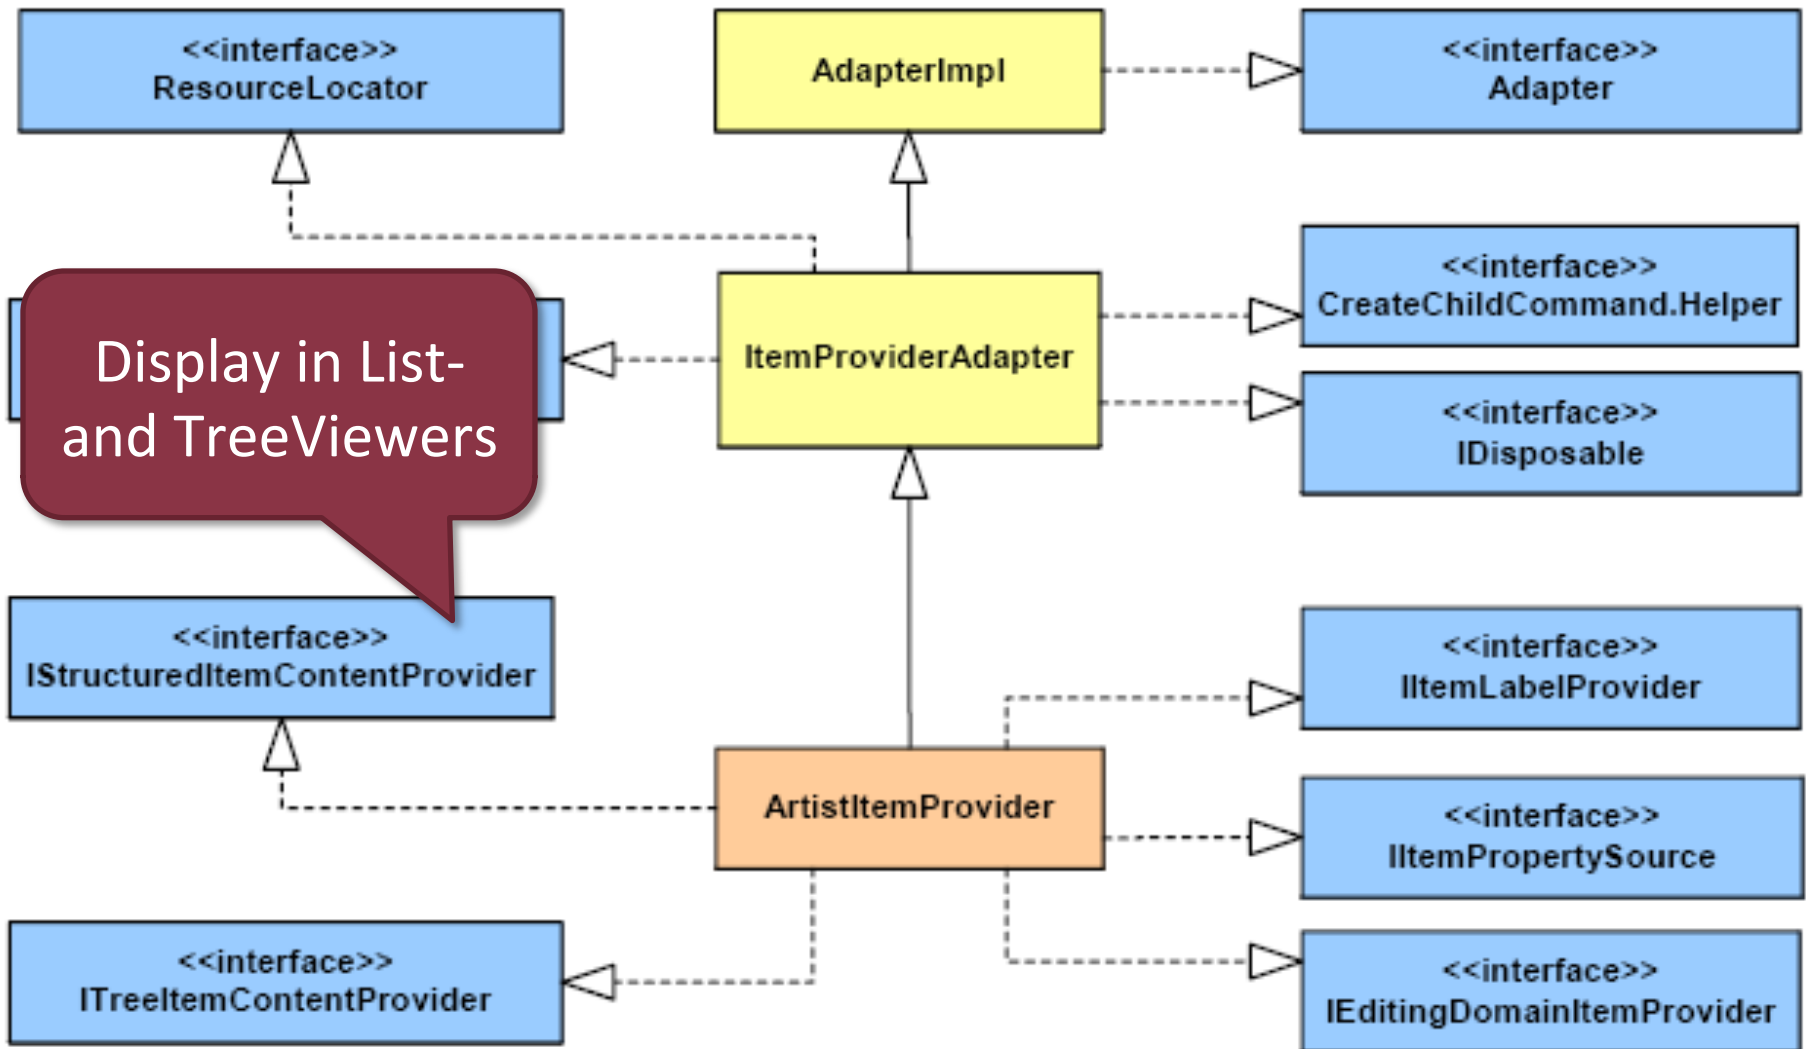 <<interface>>
ResourceLocator
AdapterImpl
<<interface>>
Adapter
<<interface>>
CreateChildCommand.Helper
Display in List-
and TreeViewers
ItemProviderAdapter
<<interface>>
IDisposable
<<interface>>
IStructuredItemContentProvider
<<interface>>
IItemLabelProvider
ArtistItemProvider
<<interface>>
IItemPropertySource
<<interface>>
ITreeItemContentProvider
<<interface>>
IEditingDomainItemProvider